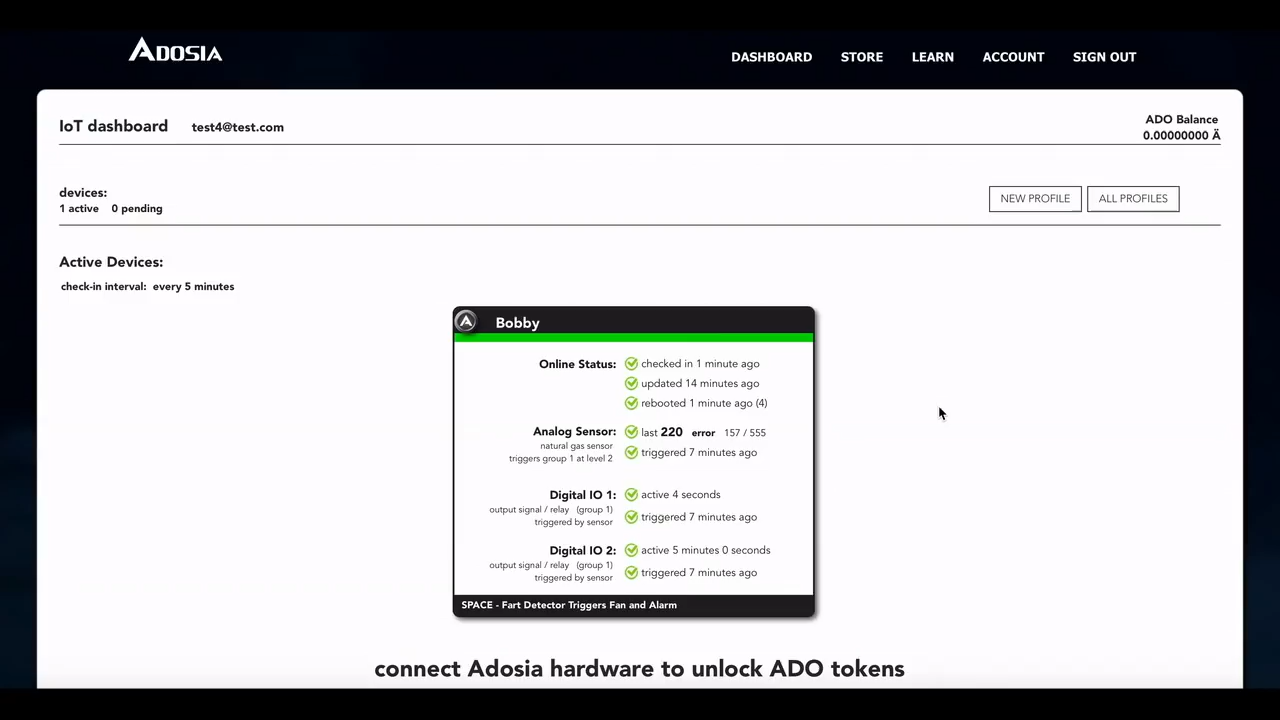 ADOSIA
DASHBOARD STORE LEARN ACCOUNT SIGN OUT
IoT dashboard test4@test.com
ADO Balance
0.00000000 Ä
devices:
1 active 0 pending
NEW PROFILE ALL PROFILES
Active Devices:
check-in interval: every 5 minutes
Bobby
Online Status: checked in 1 minute ago
updated 14 minutes ago
rebooted 1 minute ago (4)
Analog Sensor: last 220 error 157 / 555
natural gas sensor
triggers group 1 at level 2
triggered 7 minutes ago
Digital IO 1: active 4 seconds
output signal / relay (group 1)
triggered by sensor
triggered 7 minutes ago
Digital IO 2: active 5 minutes 0 seconds
output signal / relay (group 1)
triggered by sensor
triggered 7 minutes ago
SPACE - Fart Detector Triggers Fan and Alarm
connect Adosia hardware to unlock ADO tokens